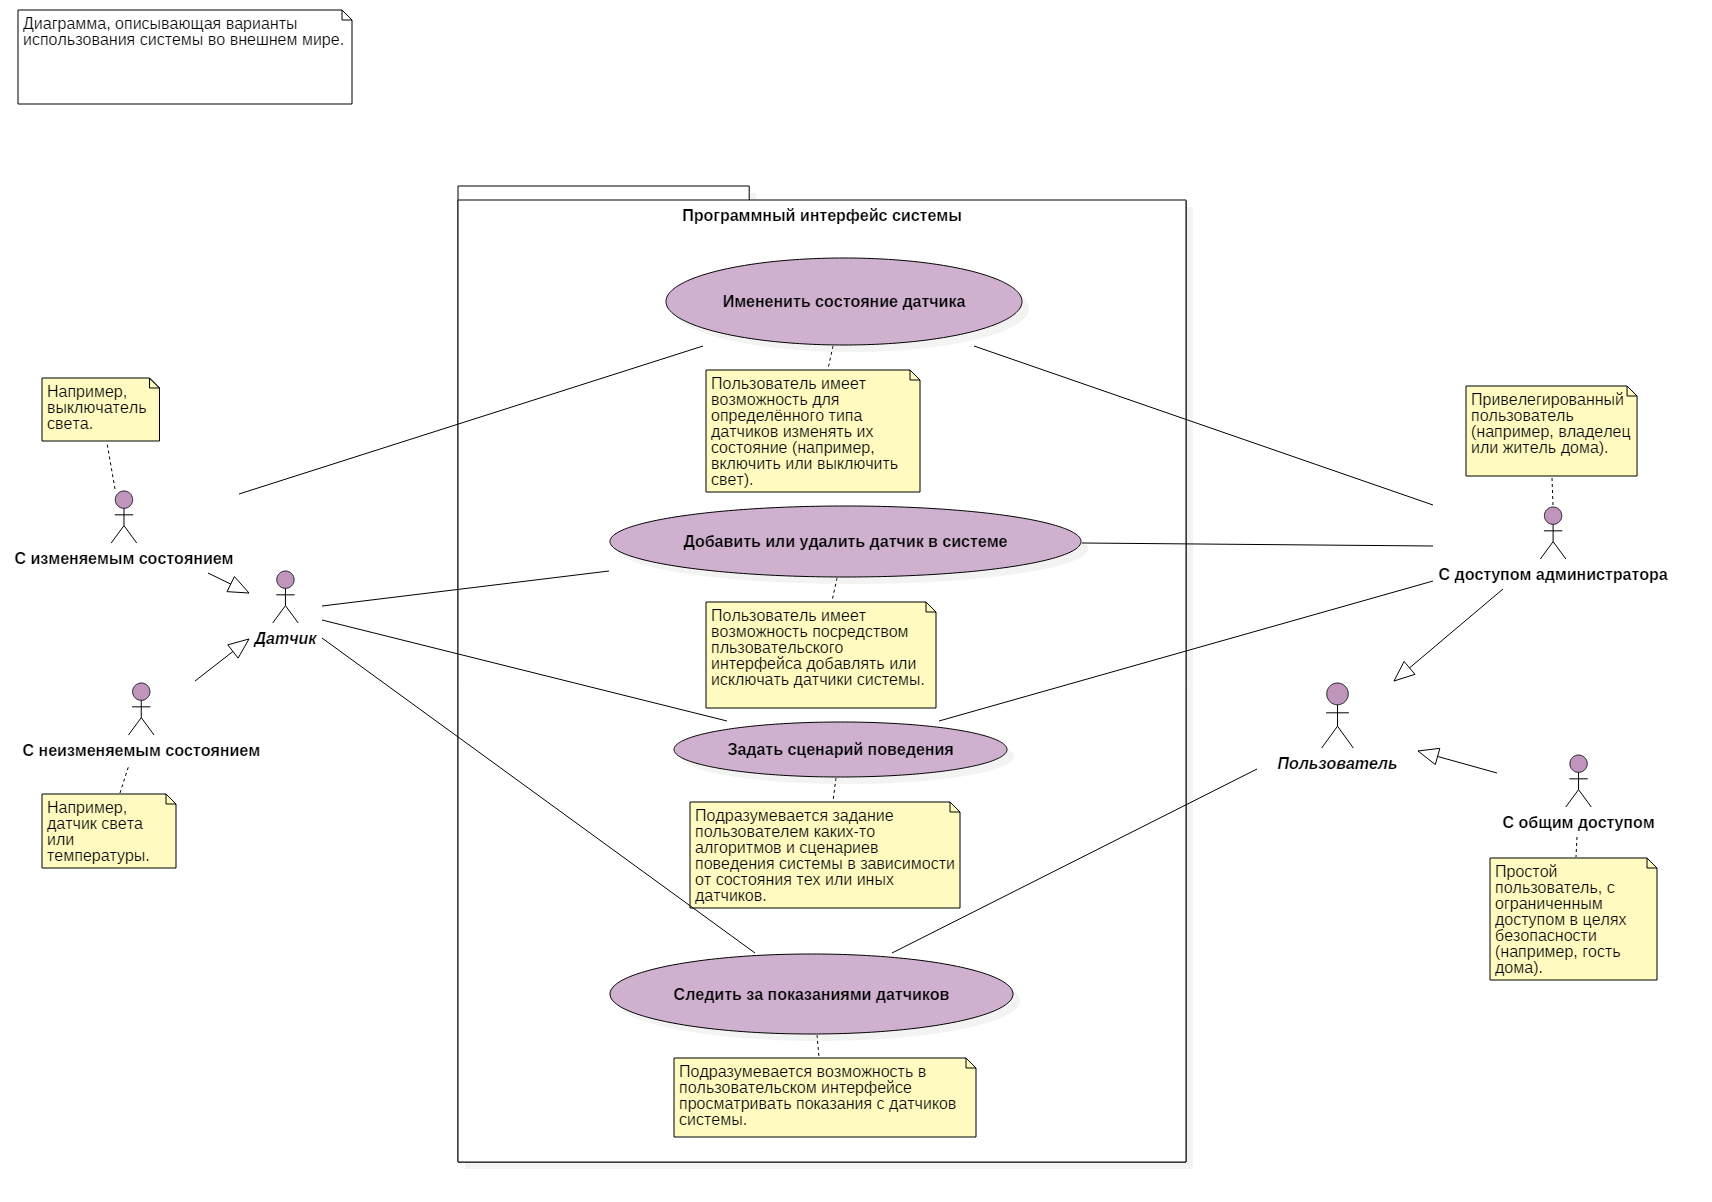 Диаграмма, описывающая варианты
использования системы во внешнем мире.
Программный интерфейс системы
Имененить состояние датчика
Пользователь имеет
возможность для
определённого типа
датчиков изменять их
состояние (например,
включить или выключить
свет).
Например,
выключатель
света.
С изменяемым состоянием
Датчик
С неизменяемым состоянием
Например,
датчик света
или
температуры.
Добавить или удалить датчик в системе
Пользователь имеет
возможность посредством
пльзовательского
интерфейса добавлять или
исключать датчики системы.
Задать сценарий поведения
Подразумевается задание
пользователем каких-то
алгоритмов и сценариев
поведения системы в зависимости
от состояния тех или иных
датчиков.
Следить за показаниями датчиков
Подразумевается возможность в
пользовательском интерфейсе
просматривать показания с датчиков
системы.
Привелегированный
пользователь
(например, владелец
или житель дома).
С доступом администратора
Пользователь
С общим доступом
Простой
пользователь, с
ограниченным
доступом в целях
безопасности
(например, гость
дома).